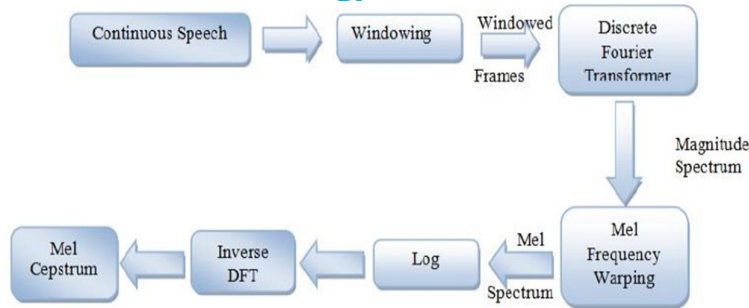 Continuous Speech
Windowing
Windowed
Frames
Discrete
Fourier
Transformer
Magnitude
Spectrum
Mel
Frequency
Warping
Mel
Spectrum
Log
Inverse
DFT
Mel
Cepstrum